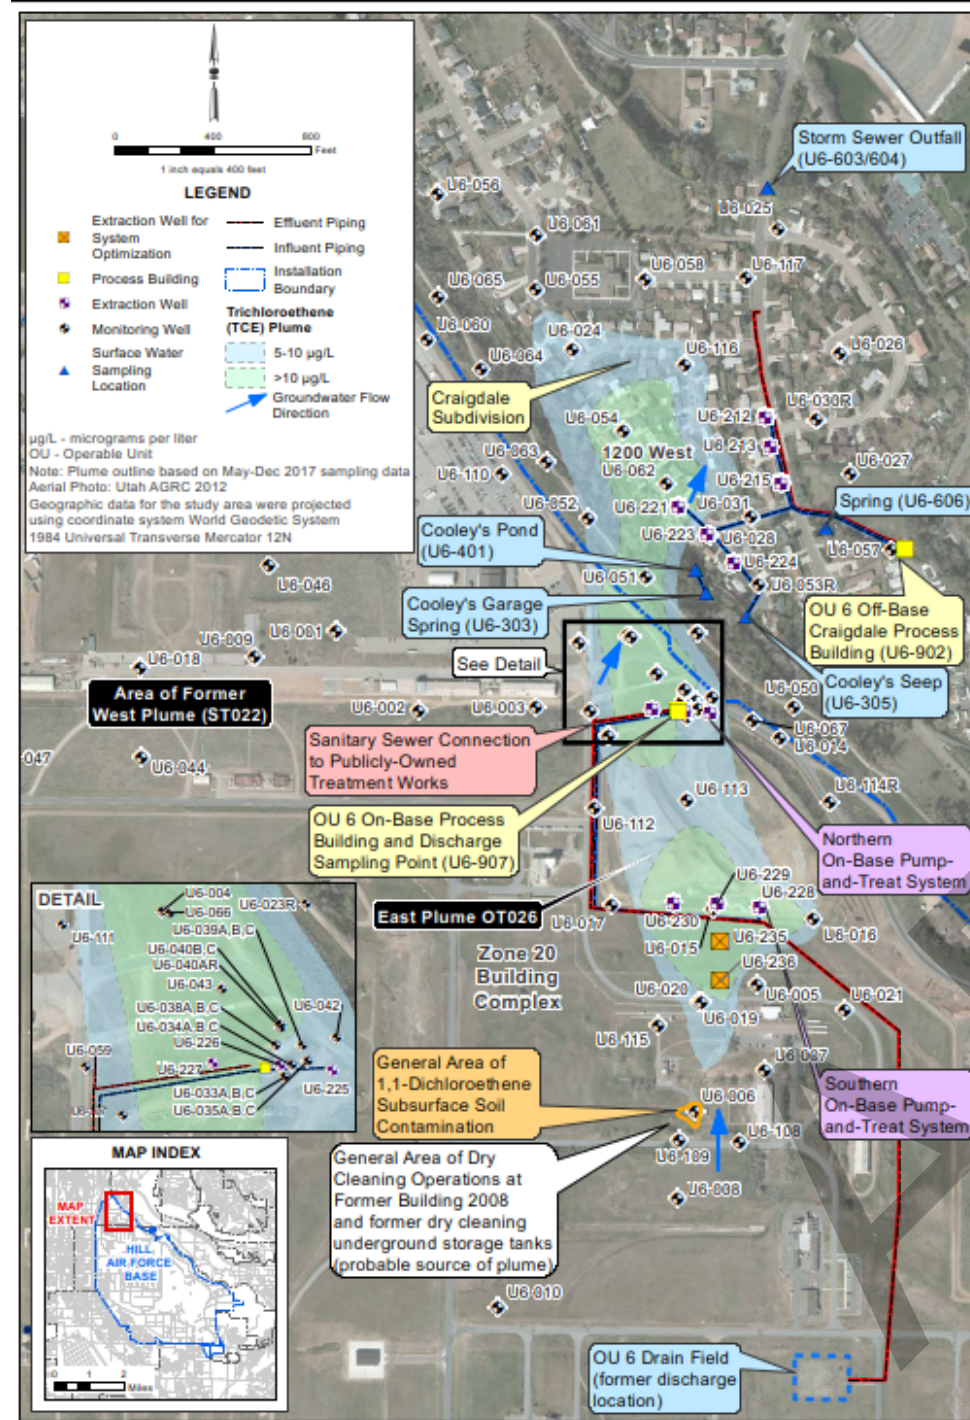 0 400 800
Feet
1 inch equals 400 feet
LEGEND
Extraction Well for
System
Optimization
Process Building
Extraction Well
Monitoring Well
Surface Water
Sampling
Location
Effluent Piping
Influent Piping
Installation
Boundary
Trichloroethene
(TCE) Plume
5-10 µg/L
>10 µg/L
Groundwater Flow
Direction
µg/L - micrograms per liter
OU - Operable Unit
Note: Plume outline based on May-Dec 2017 sampling data
Aerial Photo: Utah AGRC 2012
Geographic data for the study area were projected
using coordinate system World Geodetic System
1984 Universal Transverse Mercator 12N
Storm Sewer Outfall
(U6-603/604)
U6-056
U6-025
U6-061
U6-058
U6-117
U6-065
U6-055
U6-060
U6-024
U6-026
U6-064
U6-116
Craigdale
Subdivision
U6-030R
U6-212
U6-054
U6-213
1200 West
U6-063
U6-110
U6-062
U6-215
U6-027
U6-052
U6-221
U6-031
Spring (U6-606)
Cooley's Pond
(U6-401)
U6-223
U6-028
U6-057
U6-224
U6-046
U6-051
U6-053R
Cooley's Garage
Spring (U6-303)
OU 6 Off-Base
Craigdale Process
Building (U6-902)
U6-001
U6-009
U6-018
See Detail
Cooley's Seep
(U6-305)
U6-050
Area of Former
West Plume (ST022)
U6-002
U6-003
U6-067
U6-014
Sanitary Sewer Connection
to Publicly-Owned
Treatment Works
-047
U6-044
U6-113
U6-114R
OU 6 On-Base Process
Building and Discharge
Sampling Point (U6-907)
U6-112
Northern
On-Base Pump-
and-Treat System
U6-229
U6-228
East Plume OT026
U6-017
U6-230
U6-015
U6-235
U6-016
Zone 20
Building
Complex
U6-236
U6-020
U6-005
U6-021
U6-019
U6-115
U6-007
General Area of
1,1-Dichloroethene
Subsurface Soil
Contamination
Southern
On-Base Pump-
and-Treat System
U6-006
U6-109
U6-108
General Area of Dry
Cleaning Operations at
Former Building 2008
and former dry cleaning
underground storage tanks
(probable source of plume)
U6-008
U6-010
OU 6 Drain Field
(former discharge
location)
DETAIL
U6-004
U6-066
U6-023R
U6-111
U6-039A,B,C
U6-040B,C
U6-040AR
U6-043
U6-038A,B,C
U6-042
U6-034A,B,C
U6-226
U6-059
U6-227
U6-225
U6-033A,B,C
U6-035A,B,C
MAP INDEX
MAP
EXTENT
HILL
AIR FORCE
BASE
0 1 2
Miles